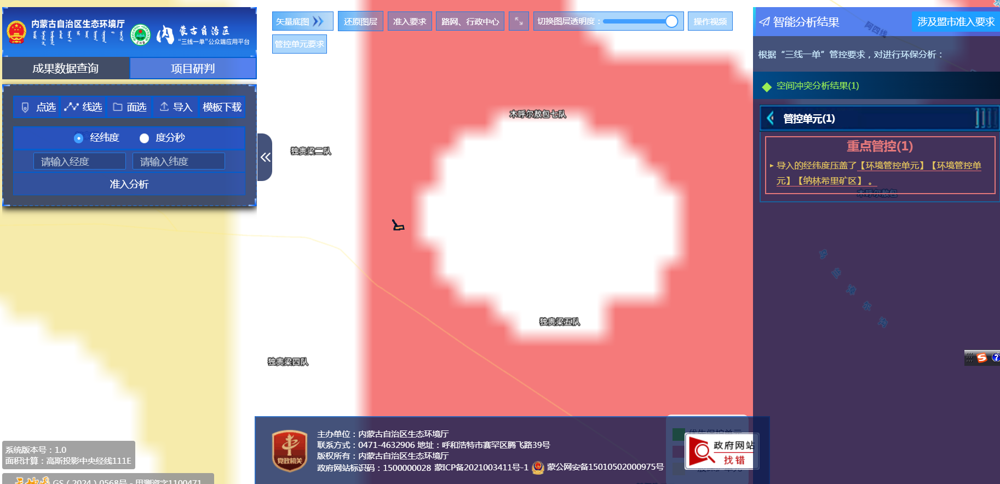 内蒙古自治区生态环境厅
内蒙古自治区
“三线一单”公众端应用平台
成果数据查询
项目研判
点选
线选
面选
导入
模板下载
经纬度
度分秒
请输入经度
请输入纬度
准入分析
矢量底图
还原图层
准入要求
路网、行政中心
切换图层透明度：
操作视频
管控单元要求
木呼尔敖包七队
独贵梁二队
独贵梁五队
独贵梁四队
智能分析结果
涉及盟市准入要求
阿四线
根据“三线一单”管控要求，对进行环保分析：
空间冲突分析结果(1)
管控单元(1)
重点管控(1)
导入的经纬度压盖了【环境管控单元】【环境管控单
元】【纳林希里矿区】 。
木呼尔敖包
系统版本号：1.0
面积计算：高斯投影中央经线111E
GS（2024）0568号 - 甲测资字1100471
党政机关
主办单位：内蒙古自治区生态环境厅
联系方式：0471-4632906 地址：呼和浩特市赛罕区腾飞路39号
版权所有：内蒙古自治区生态环境厅
政府网站标识码：1500000028 蒙ICP备2021003411号-1 蒙公网安备15010502000975号
政府网站
找错